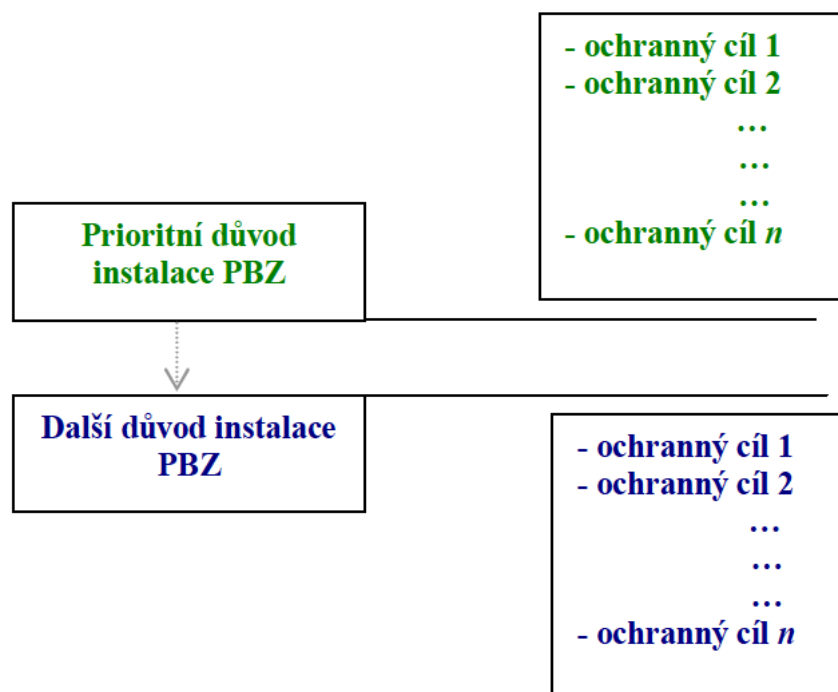 - ochranný cíl 1
- ochranný cíl 2
…
…
…
- ochranný cíl n
Prioritní důvod
instalace PBZ
Další důvod instalace
PBZ
- ochranný cíl 1
- ochranný cíl 2
…
…
…
- ochranný cíl n